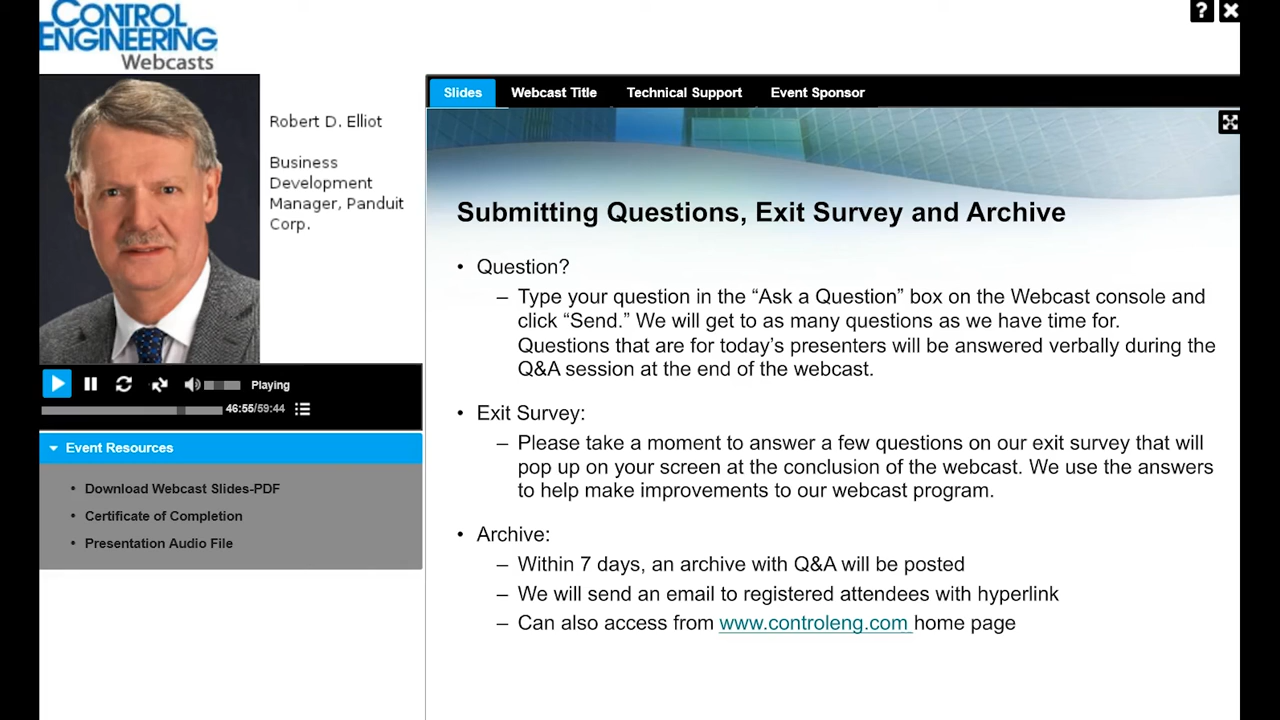 CONTROL
ENGINEERING
Webcasts
? ×
Robert D. Elliot
Business
Development
Manager, Panduit
Corp.
Playing
46:55/59:44
Event Resources
• Download Webcast Slides-PDF
• Certificate of Completion
• Presentation Audio File
Slides Webcast Title Technical Support Event Sponsor
Submitting Questions, Exit Survey and Archive
• Question?
– Type your question in the “Ask a Question” box on the Webcast console and
click “Send.” We will get to as many questions as we have time for.
Questions that are for today’s presenters will be answered verbally during the
Q&A session at the end of the webcast.
• Exit Survey:
– Please take a moment to answer a few questions on our exit survey that will
pop up on your screen at the conclusion of the webcast. We use the answers
to help make improvements to our webcast program.
• Archive:
– Within 7 days, an archive with Q&A will be posted
– We will send an email to registered attendees with hyperlink
– Can also access from www.controleng.com home page